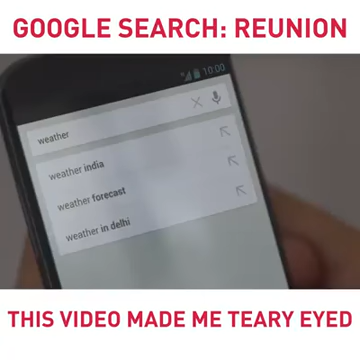 GOOGLE SEARCH: REUNION
10:00
weather
weather india
weather forecast
weather in delhi
THIS VIDEO MADE ME TEARY EYED